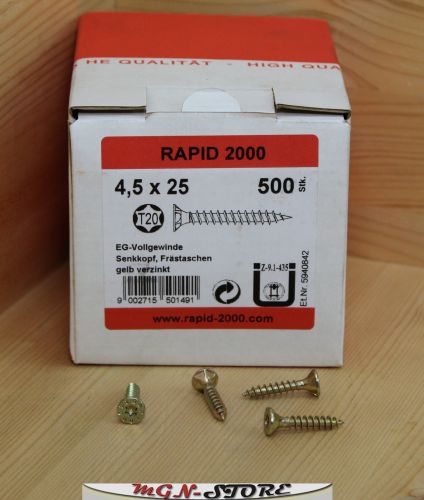 HE QUALITÄT · HIGH QUA
RAPID 2000
4,5 x 25
500 Stk.
T20
EG-Vollgewinde
Senkkopf, Frästaschen
gelb verzinkt
Z-9.1-435
9 002715 501491
Et.Nr. 5940642
www.rapid-2000.com
MGN-STORE